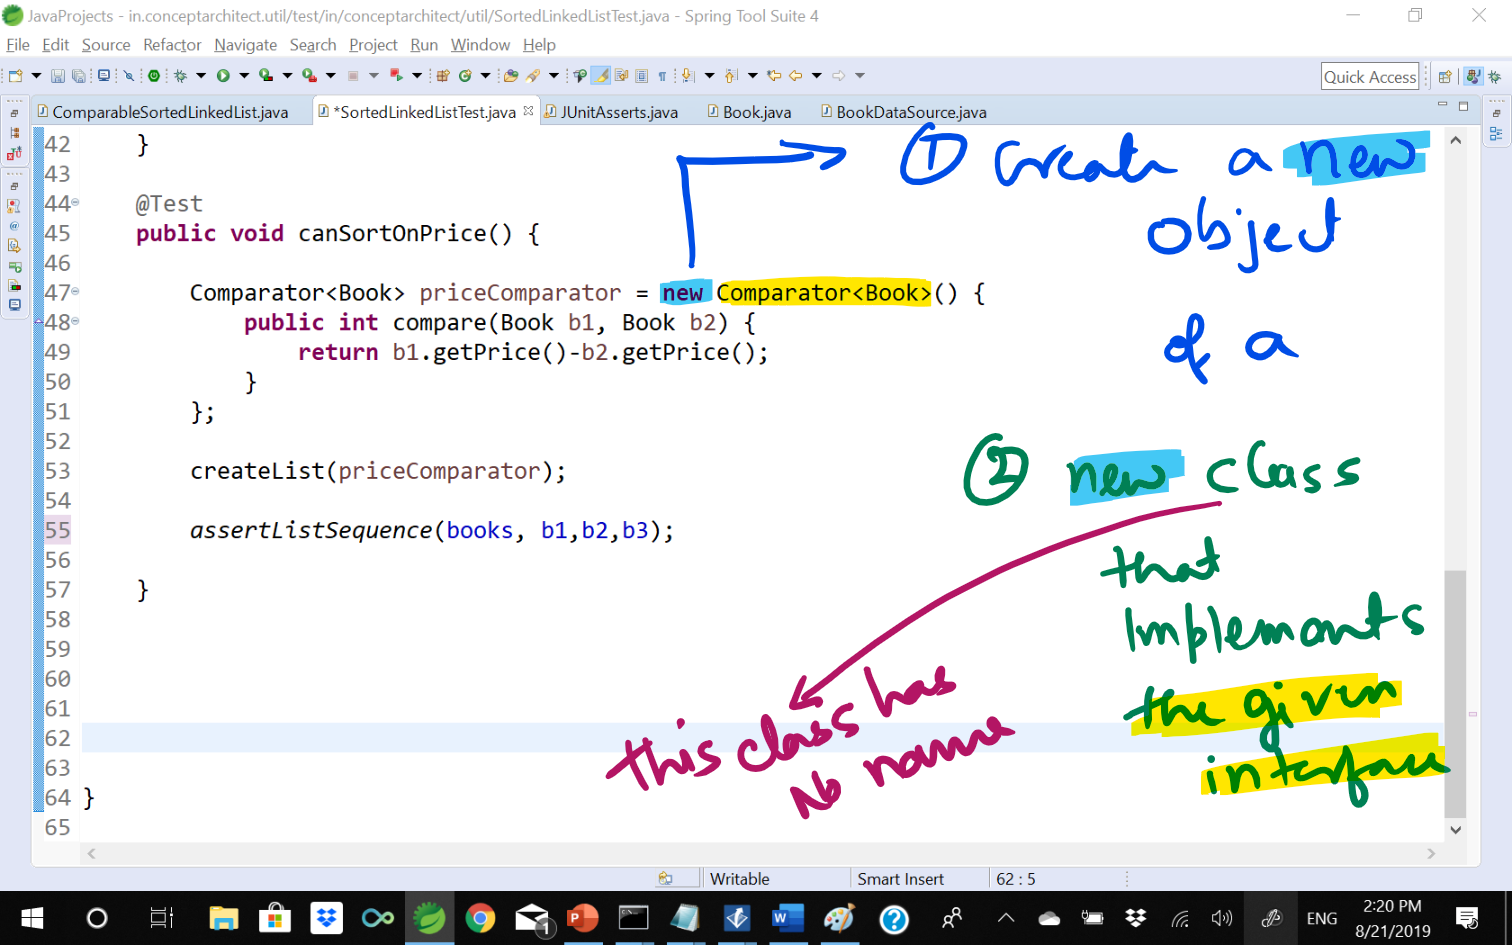 JavaProjects - in.conceptarchitect.util/test/in/conceptarchitect/util/SortedLinkedListTest.java - Spring Tool Suite 4
File Edit Source Refactor Navigate Search Project Run Window Help
Quick Access
ComparableSortedLinkedList.java *SortedLinkedListTest.java JUnitAsserts.java Book.java BookDataSource.java
42 }
43
44 @Test
45 public void canSortOnPrice() {
46
47 Comparator<Book> priceComparator = new Comparator<Book>() {
48 public int compare(Book b1, Book b2) {
49 return b1.getPrice()-b2.getPrice();
50 }
51 };
52
53 createList(priceComparator);
54
55 assertListSequence(books, b1,b2,b3);
56
57 }
58
59
60
61
62
63
64 }
65
① Create a new
object
of a
② new class
that
Implements
the given
interface
this class has
No name
Writable Smart Insert 62 : 5
1
ENG
2:20 PM
8/21/2019